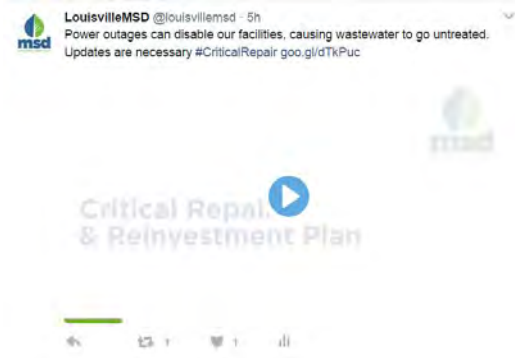 LouisvilleMSD @louisvillemsd · 5h
msd
Power outages can disable our facilities, causing wastewater to go untreated.
Updates are necessary #CriticalRepair goo.gl/dTkPuc
msd
Critical Repair
& Reinvestment Plan
1 1